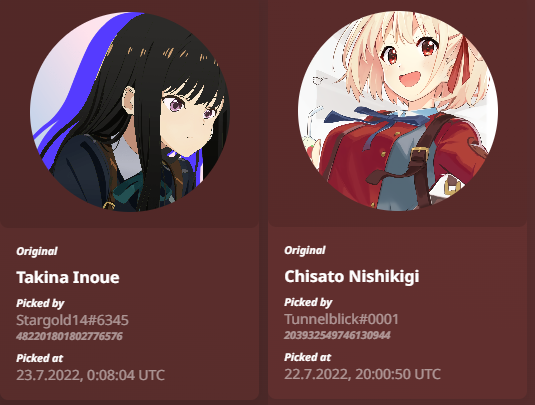 Original
Takina Inoue
Picked by
Stargold14#6345
482201801802776576
Picked at
23.7.2022, 0:08:04 UTC
Original
Chisato Nishikigi
Picked by
Tunnelblick#0001
203932549746130944
Picked at
22.7.2022, 20:00:50 UTC